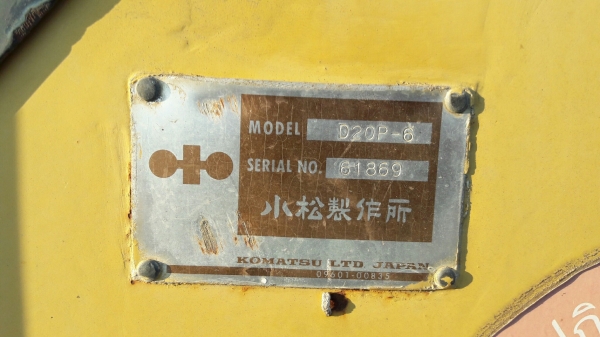 MODEL D20P-6
SERIAL NO. 61869
小松製作所
KOMATSU LTD JAPAN
09601-00835